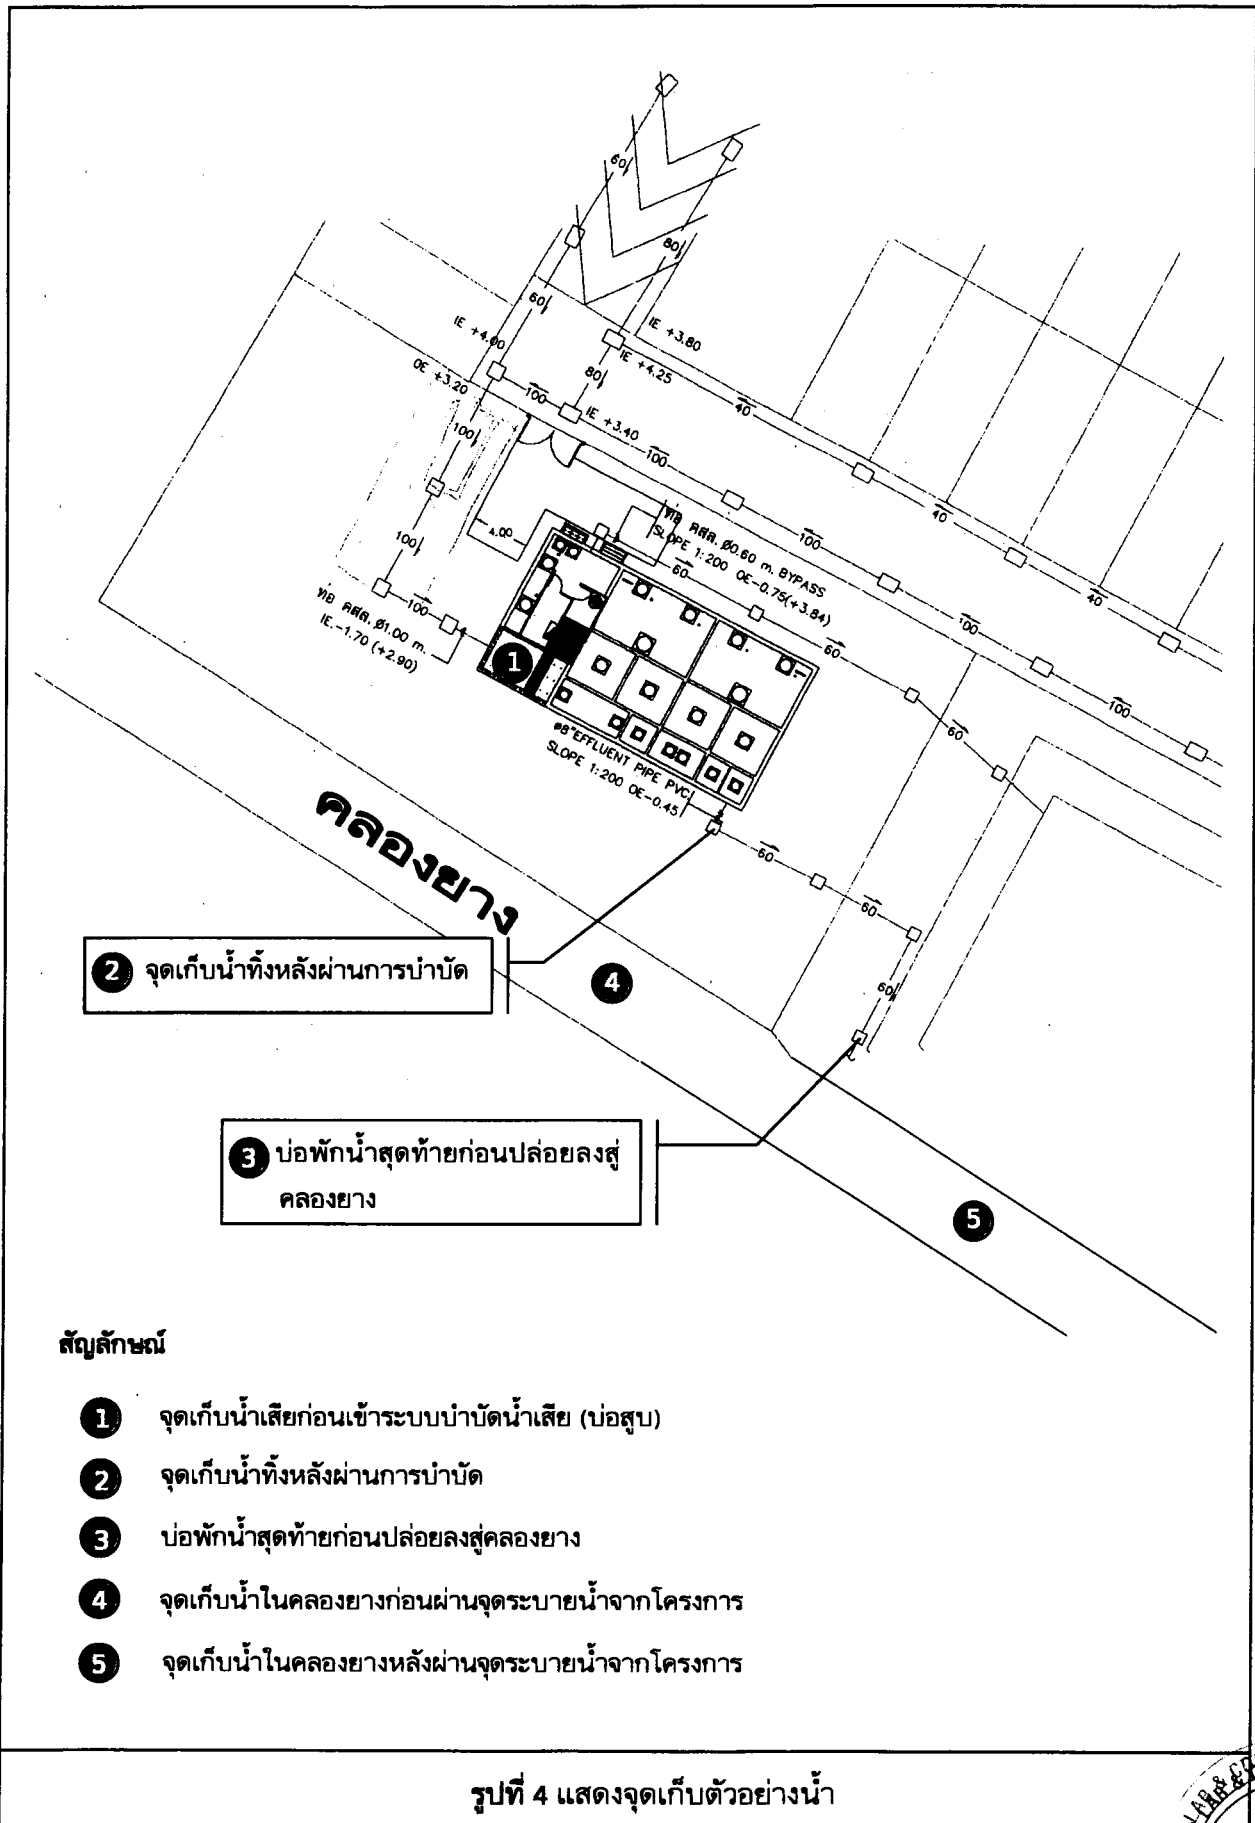 60
80
60
IE +4.00
IE +3.80
OE +3.20
80
IE +4.25
100
IE +3.40
40
100
100
40
4.00
100
100
ท่อ คสล. Ø0.60 m. BYPASS
SLOPE 1:200 OE-0.75(+3.84)
60
40
100
100
ท่อ คสล. Ø1.00 m.
IE.-1.70 (+2.90)
60
1
100
60
ø8"EFFLUENT PIPE PVC.
SLOPE 1:200 OE-0.45
คลองยาง
60
60
2 จุดเก็บน้ำทิ้งหลังผ่านการบำบัด
4
60
3 บ่อพักน้ำสุดท้ายก่อนปล่อยลงสู่
คลองยาง
5
สัญลักษณ์
1 จุดเก็บน้ำเสียก่อนเข้าระบบบำบัดน้ำเสีย (บ่อสูบ)
2 จุดเก็บน้ำทิ้งหลังผ่านการบำบัด
3 บ่อพักน้ำสุดท้ายก่อนปล่อยลงสู่คลองยาง
4 จุดเก็บน้ำในคลองยางก่อนผ่านจุดระบายน้ำจากโครงการ
5 จุดเก็บน้ำในคลองยางหลังผ่านจุดระบายน้ำจากโครงการ
รูปที่ 4 แสดงจุดเก็บตัวอย่างน้ำ